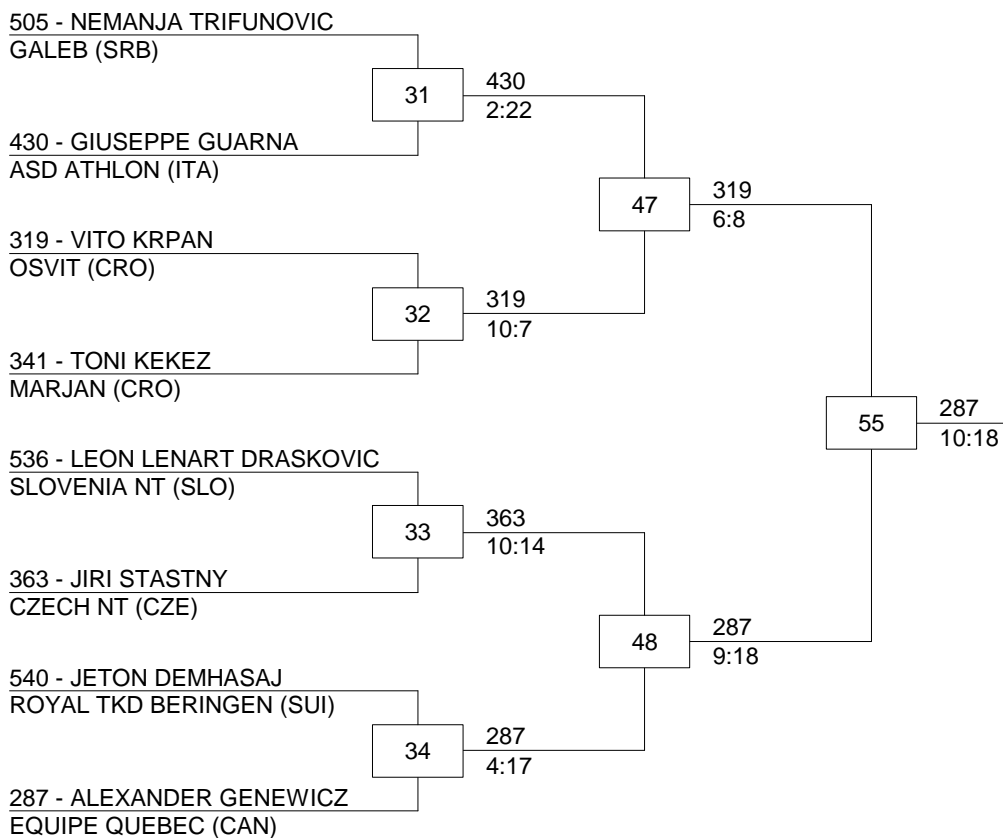 505 - NEMANJA TRIFUNOVIC
GALEB (SRB)
31
430
2:22
430 - GIUSEPPE GUARNA
ASD ATHLON (ITA)
47
319
6:8
319 - VITO KRPAN
OSVIT (CRO)
32
319
10:7
341 - TONI KEKEZ
MARJAN (CRO)
55
287
10:18
536 - LEON LENART DRASKOVIC
SLOVENIA NT (SLO)
33
363
10:14
363 - JIRI STASTNY
CZECH NT (CZE)
48
287
9:18
540 - JETON DEMHASAJ
ROYAL TKD BERINGEN (SUI)
34
287
4:17
287 - ALEXANDER GENEWICZ
EQUIPE QUEBEC (CAN)